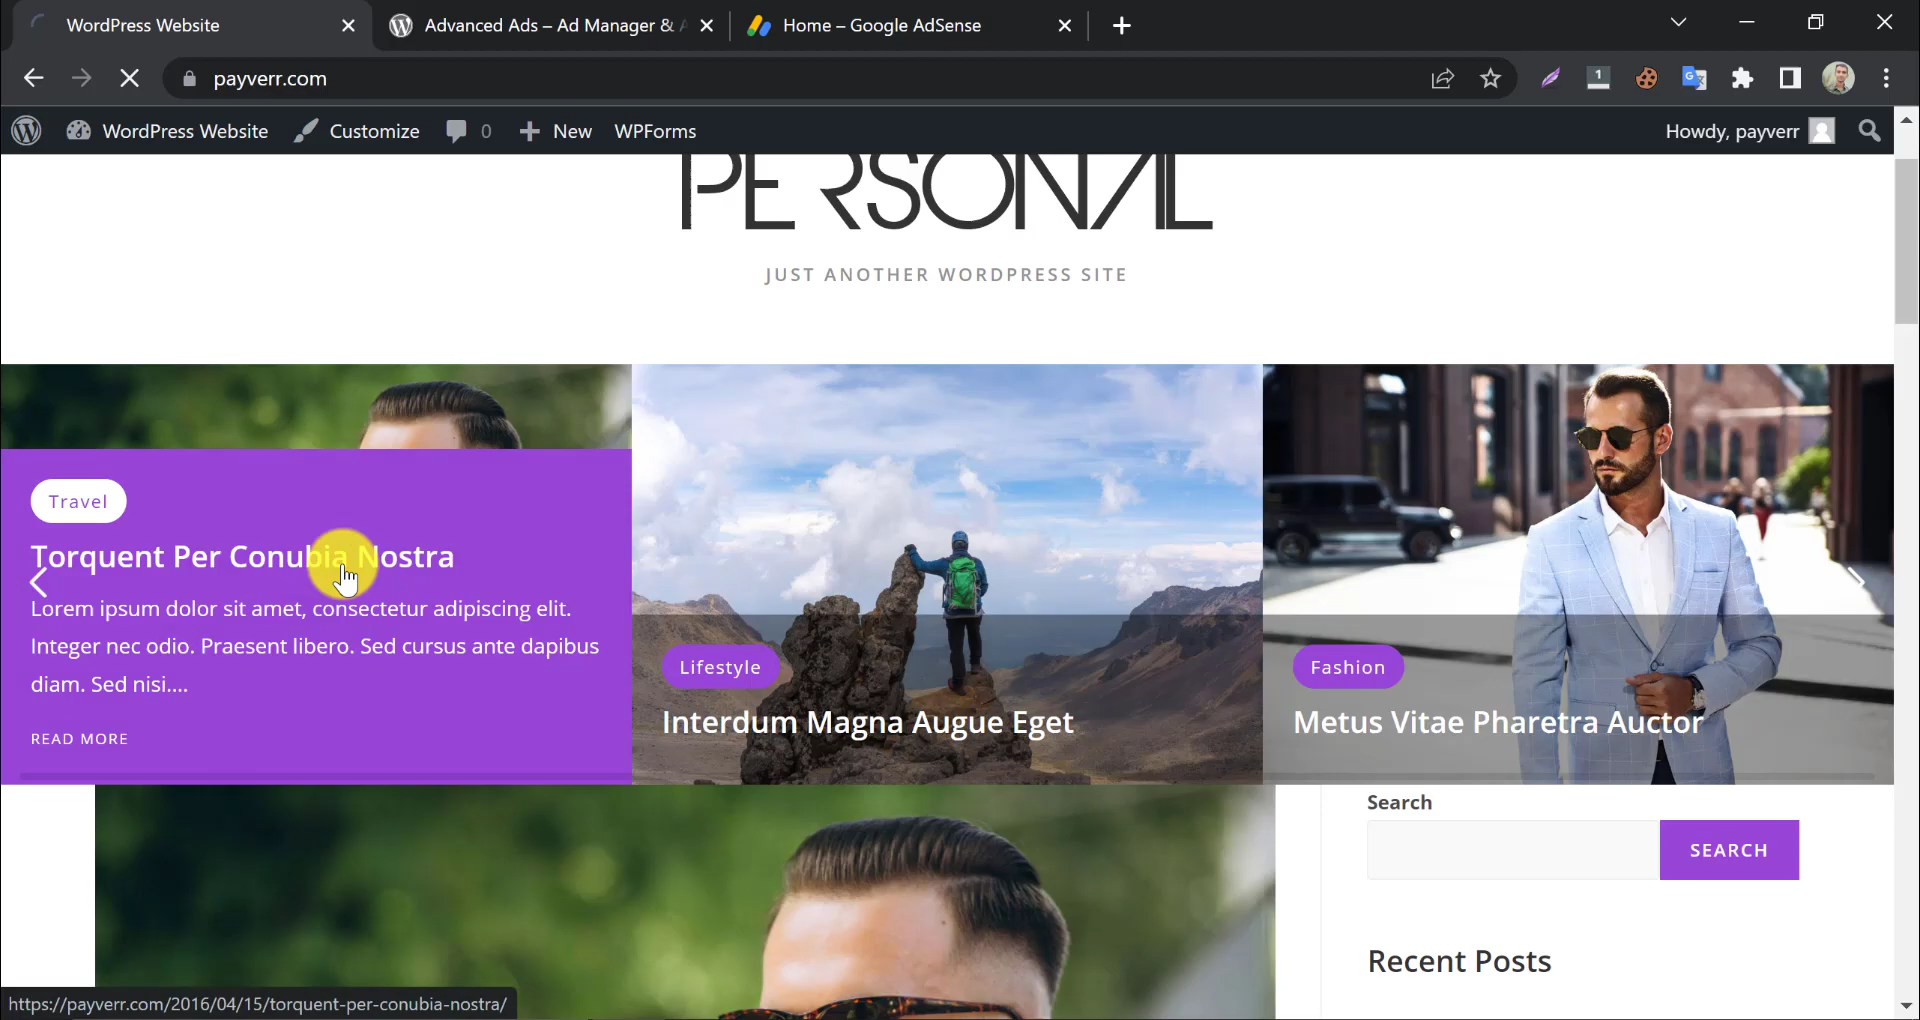 WordPress Website
Advanced Ads – Ad Manager &
Home – Google AdSense
payverr.com
1
WordPress Website
Customize
0
New
WPForms
Howdy, payverr
PERSONAL
JUST ANOTHER WORDPRESS SITE
Travel
Torquent Per Conubia Nostra
Lorem ipsum dolor sit amet, consectetur adipiscing elit.
Integer nec odio. Praesent libero. Sed cursus ante dapibus
diam. Sed nisi....
READ MORE
Lifestyle
Interdum Magna Augue Eget
Fashion
Metus Vitae Pharetra Auctor
Search
SEARCH
Recent Posts
https://payverr.com/2016/04/15/torquent-per-conubia-nostra/